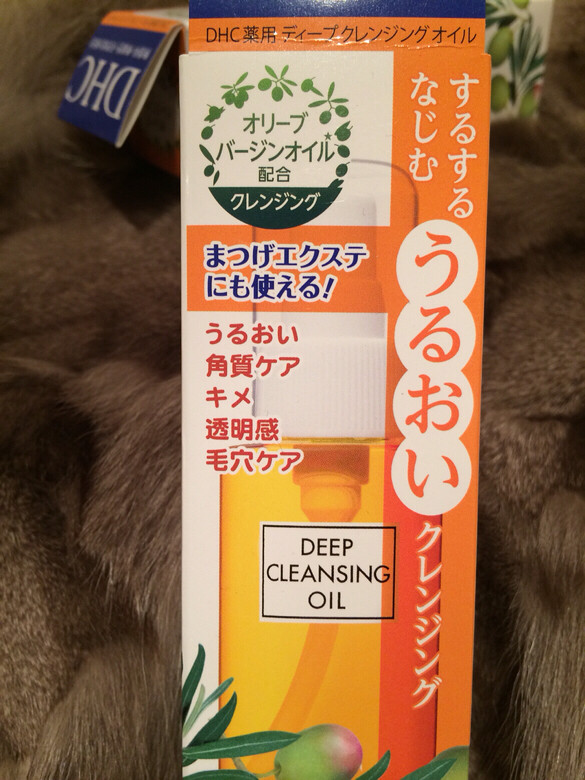 DHC薬用 ディープクレンジングオイル
DHC
オリーブ
バージンオイル*
配合
クレンジング
するする
なじむ
うるおい
クレンジング
まつげエクステ
にも使える!
うるおい
角質ケア
キメ
透明感
毛穴ケア
DEEP
CLEANSING
OIL